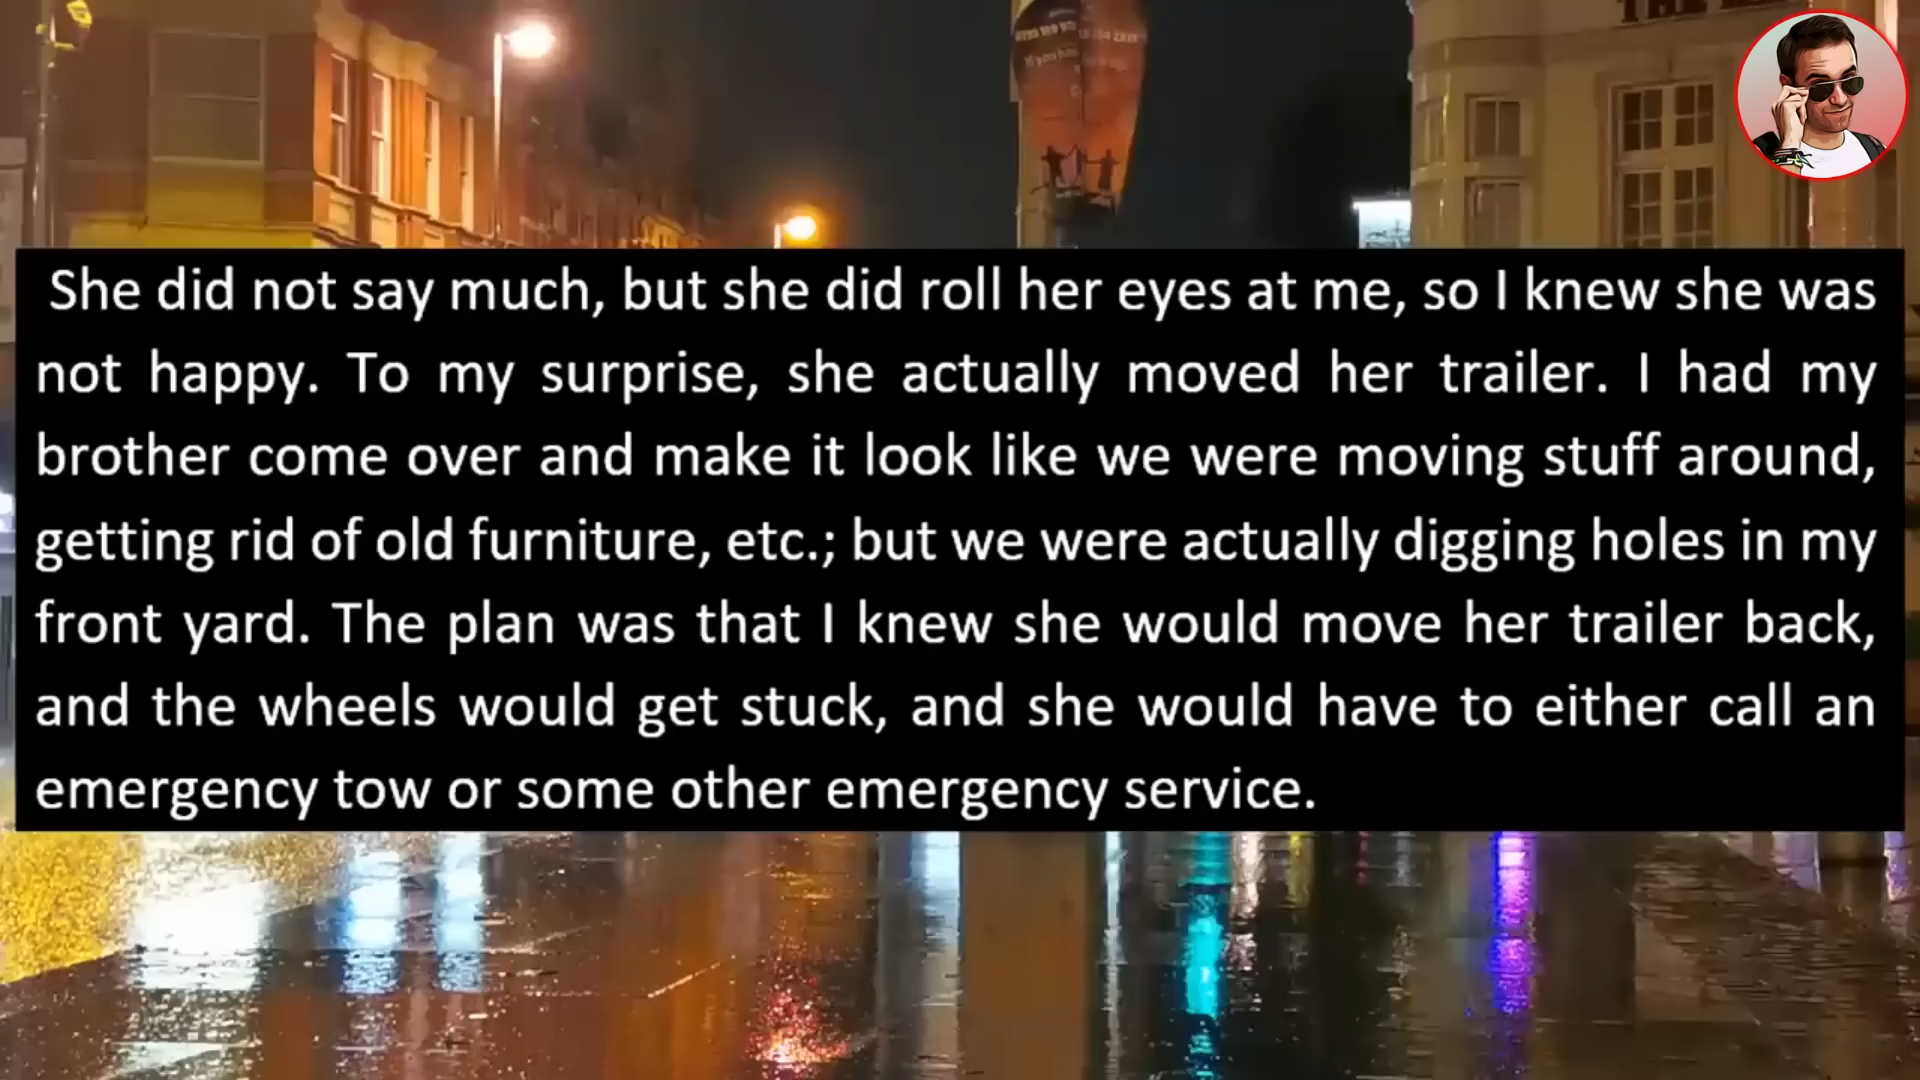 She did not say much, but she did roll her eyes at me, so I knew she was
not happy. To my surprise, she actually moved her trailer. I had my
brother come over and make it look like we were moving stuff around,
getting rid of old furniture, etc.; but we were actually digging holes in my
front yard. The plan was that I knew she would move her trailer back,
and the wheels would get stuck, and she would have to either call an
emergency tow or some other emergency service.